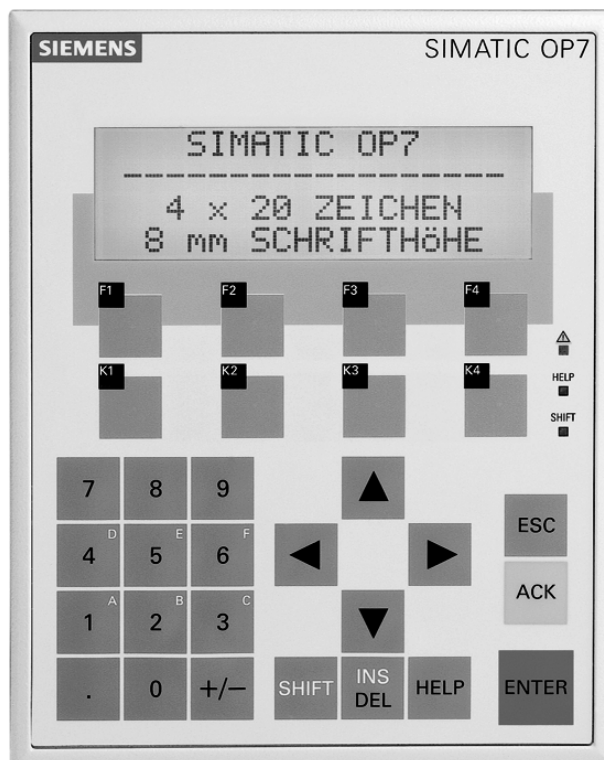 SIEMENS
SIMATIC OP7
SIMATIC OP7
--------------------
4 x 20 ZEICHEN
8 mm SCHRIFTHöHE
F1 F2 F3 F4
K1 K2 K3 K4
HELP
SHIFT
7 8 9
4 D 5 E 6 F
1 A 2 B 3 C
. 0 +/−
SHIFT INS DEL HELP
ESC
ACK
ENTER